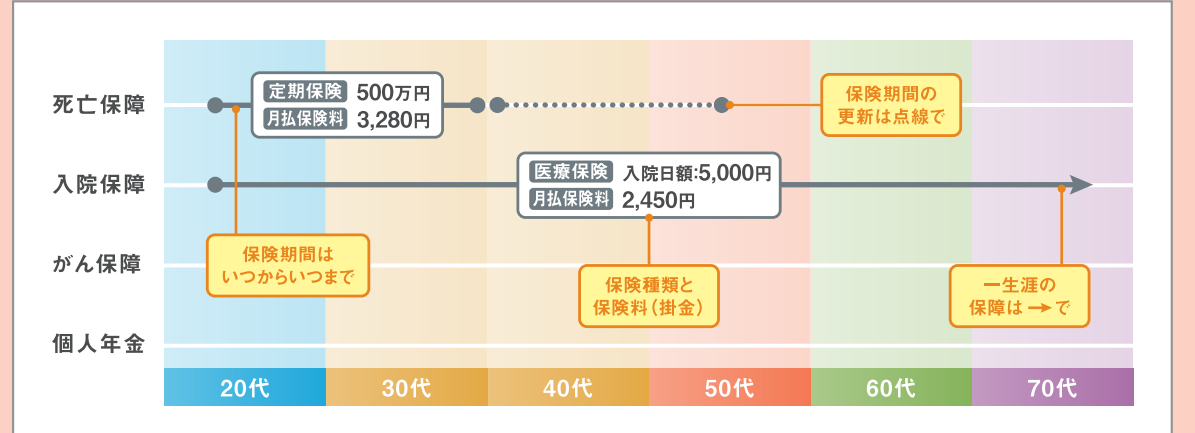 死亡保障
定期保険 500万円
月払保険料 3,280円
保険期間の
更新は点線で
入院保障
医療保険 入院日額:5,000円
月払保険料 2,450円
がん保障
保険期間は
いつからいつまで
保険種類と
保険料(掛金)
一生涯の
保障は→で
個人年金
20代 30代 40代 50代 60代 70代